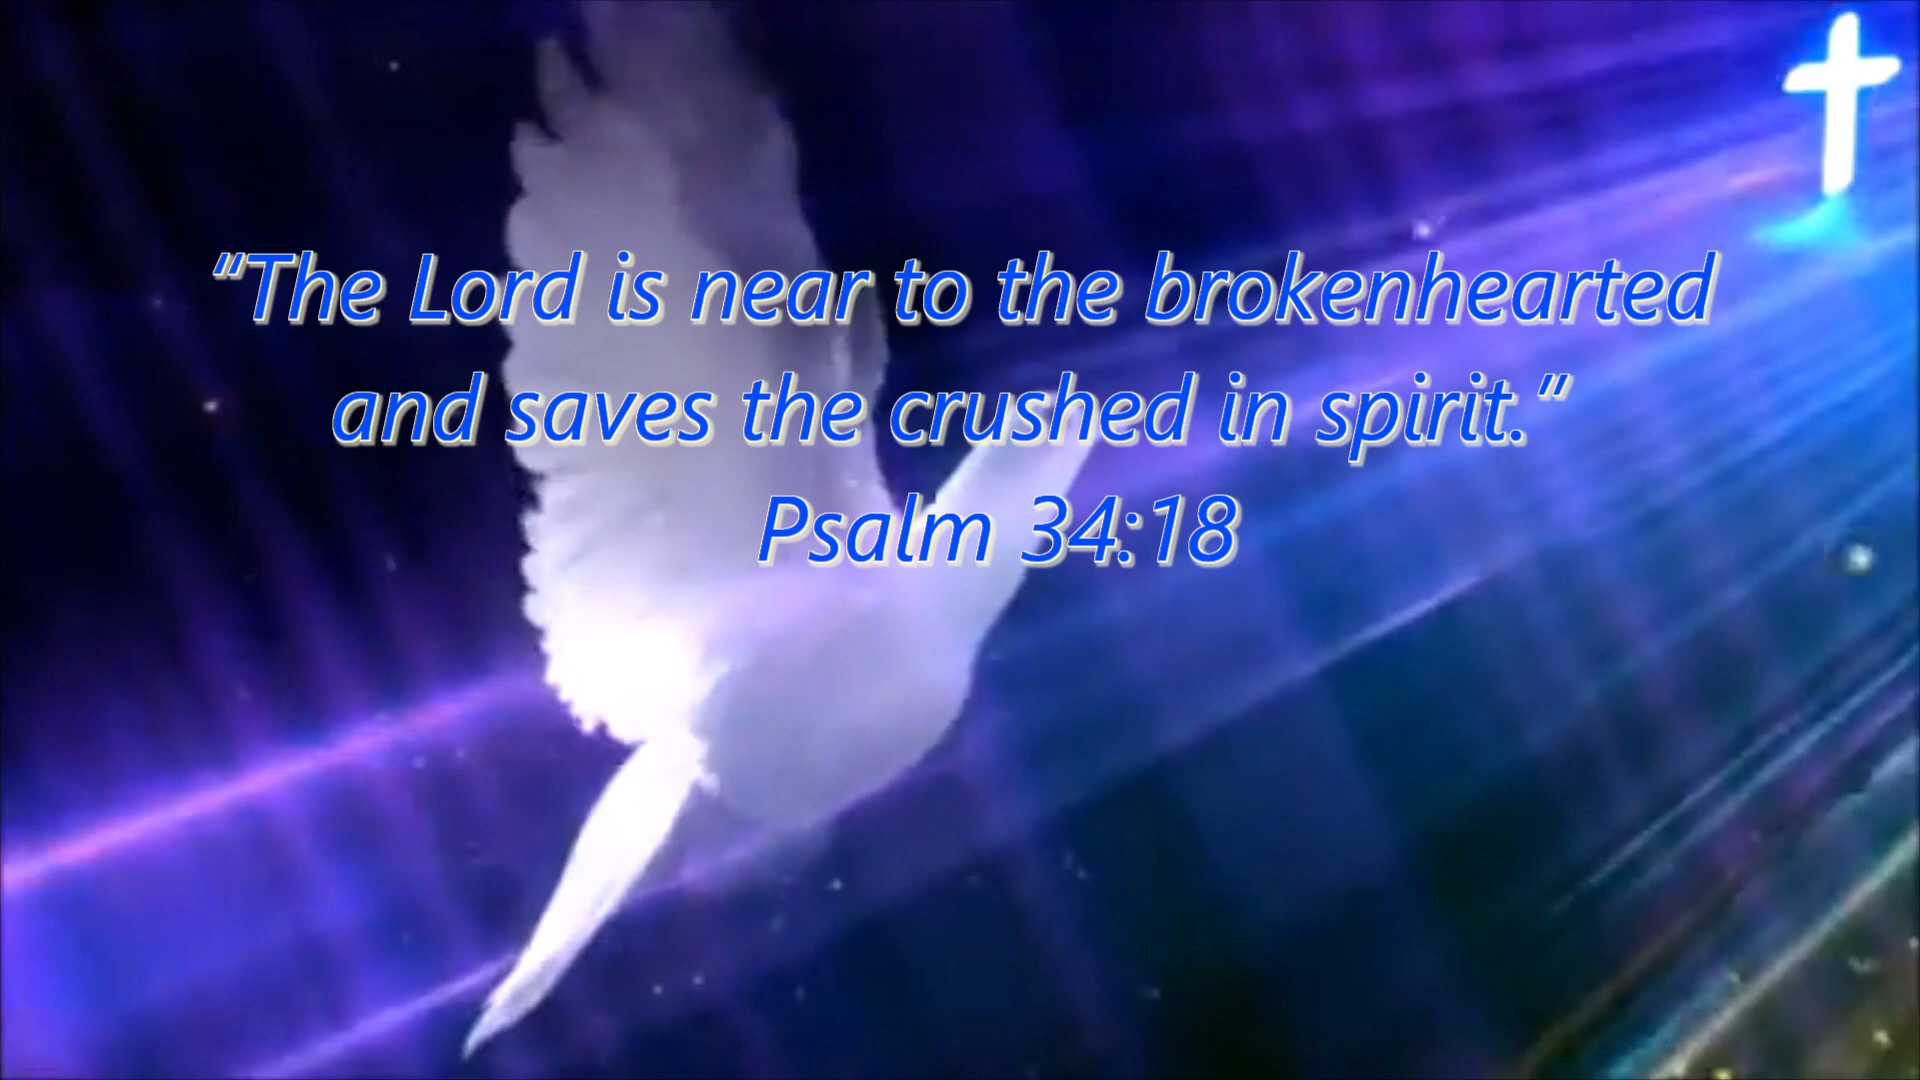 “The Lord is near to the brokenhearted
and saves the crushed in spirit.”
Psalm 34:18